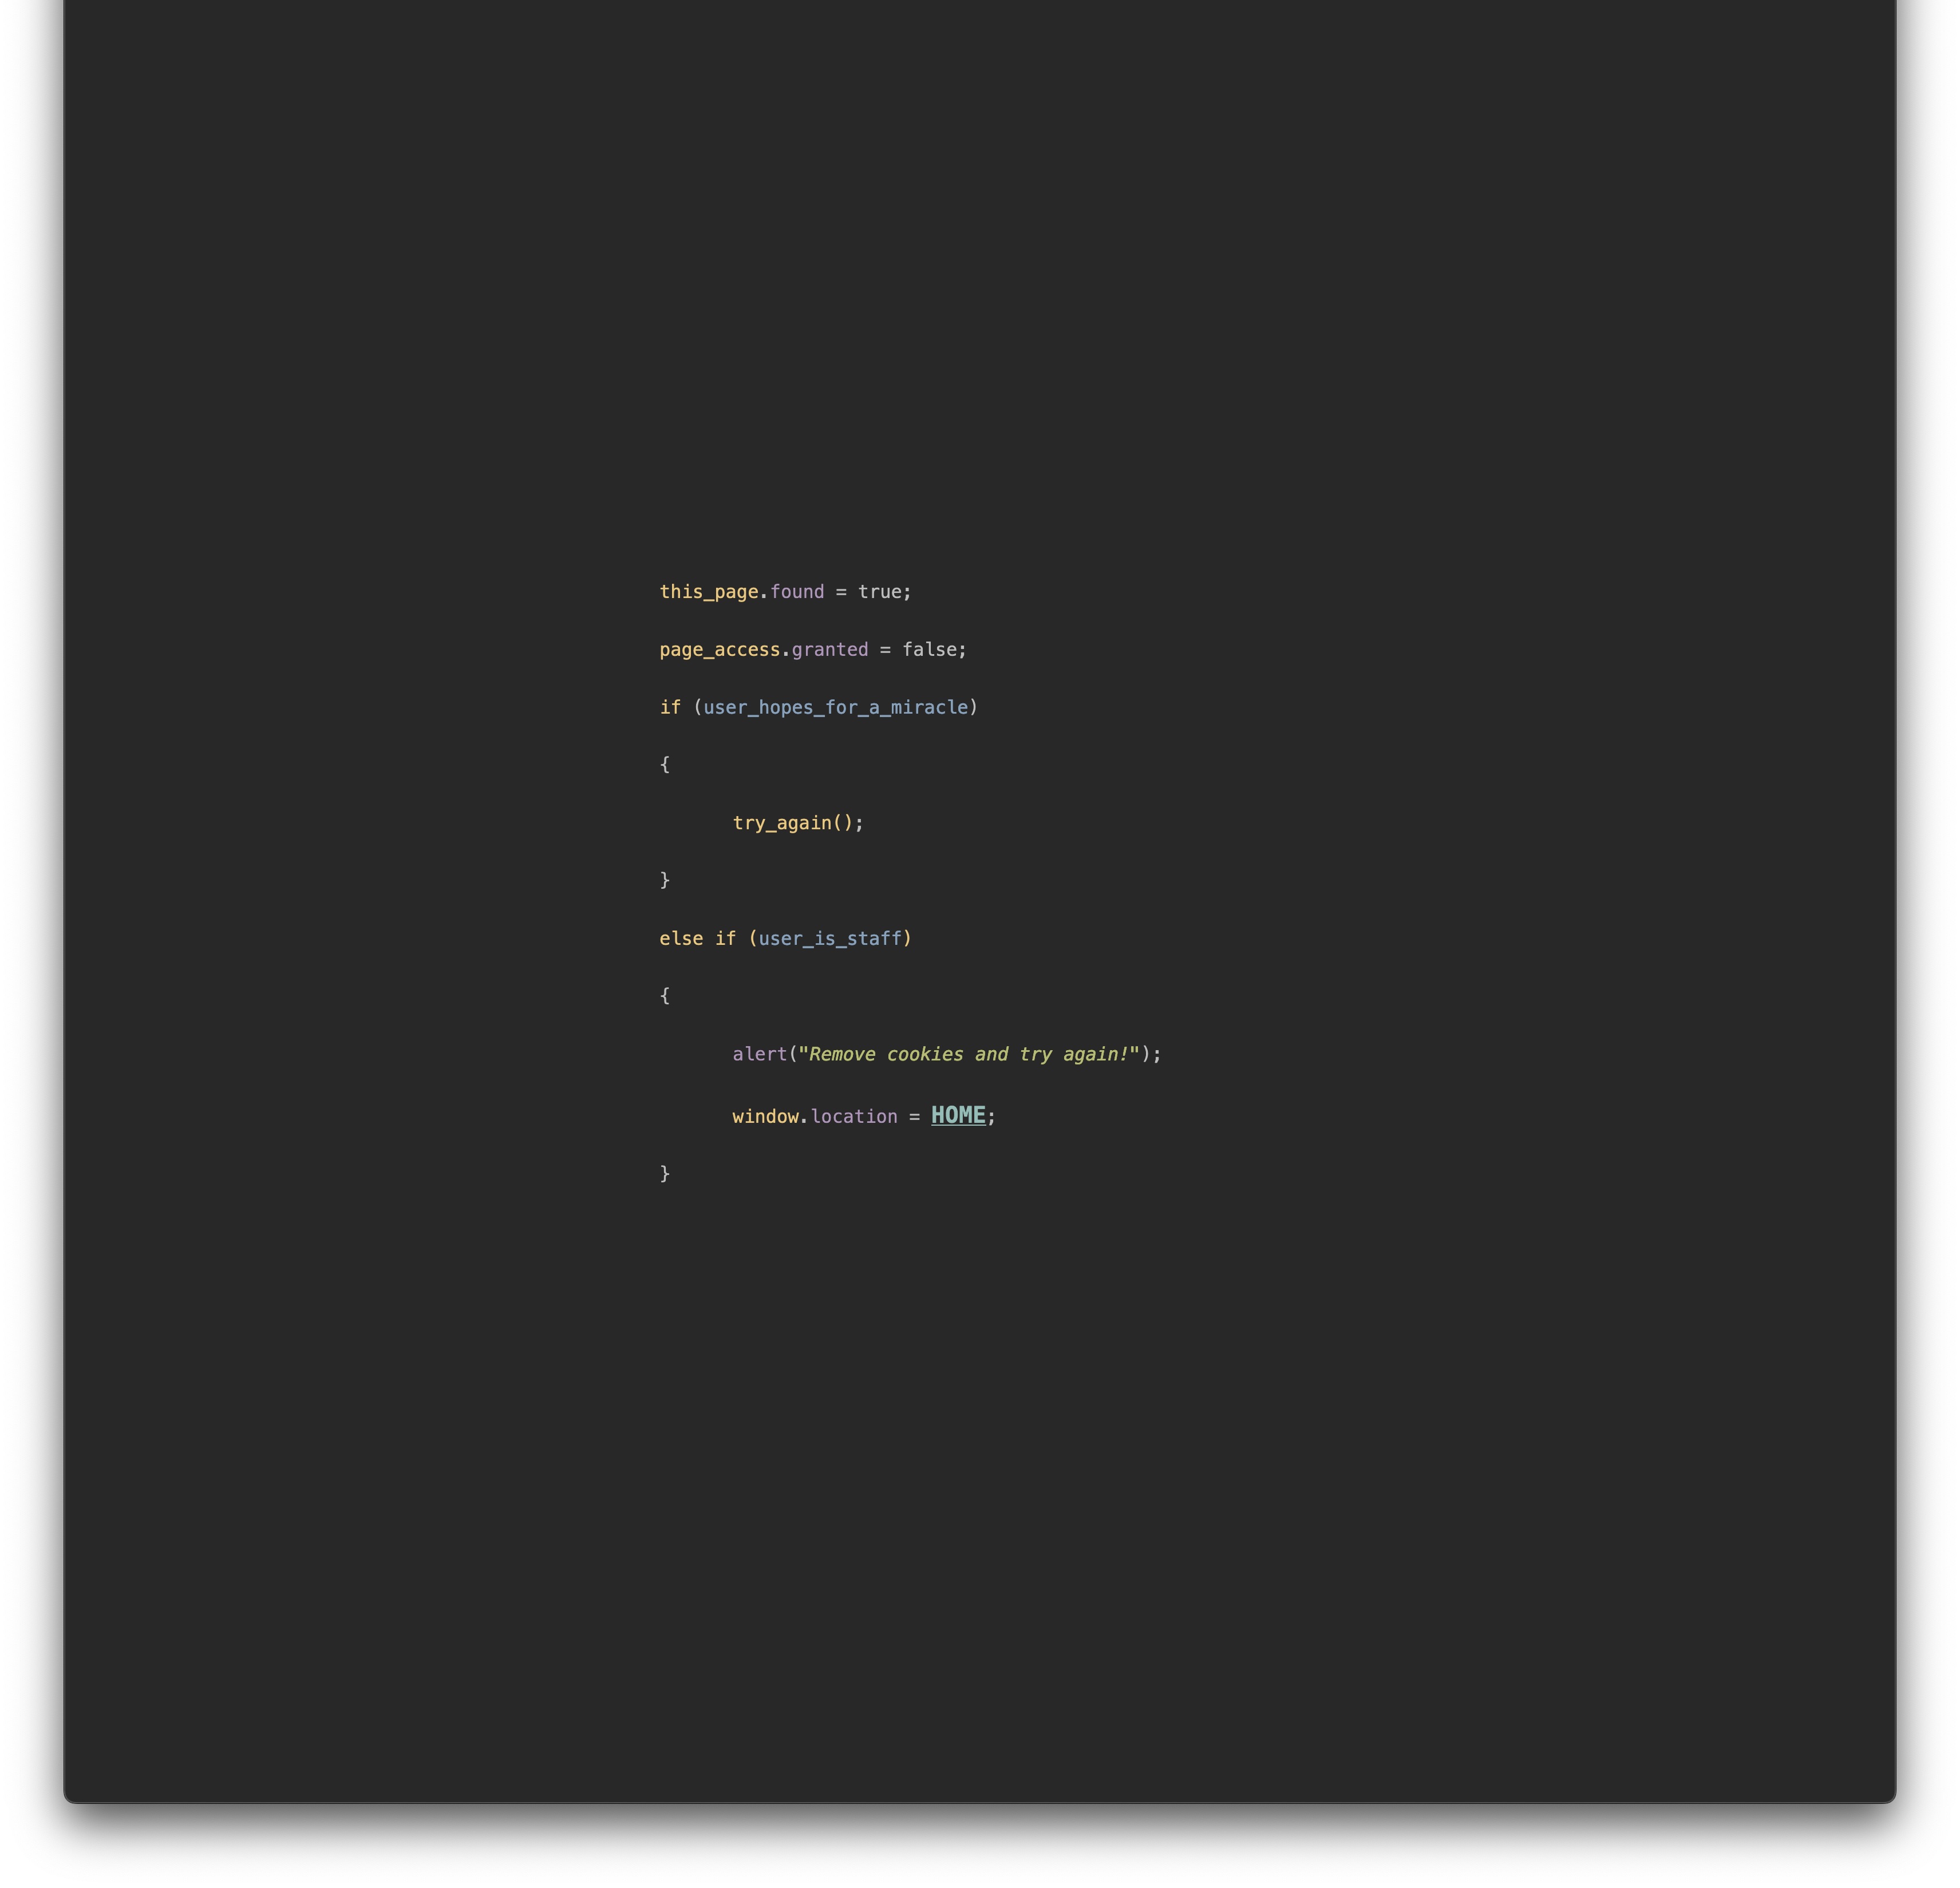 this_page.found = true;
page_access.granted = false;
if (user_hopes_for_a_miracle)
{
try_again();
}
else if (user_is_staff)
{
alert("Remove cookies and try again!");
window.location = HOME;
}